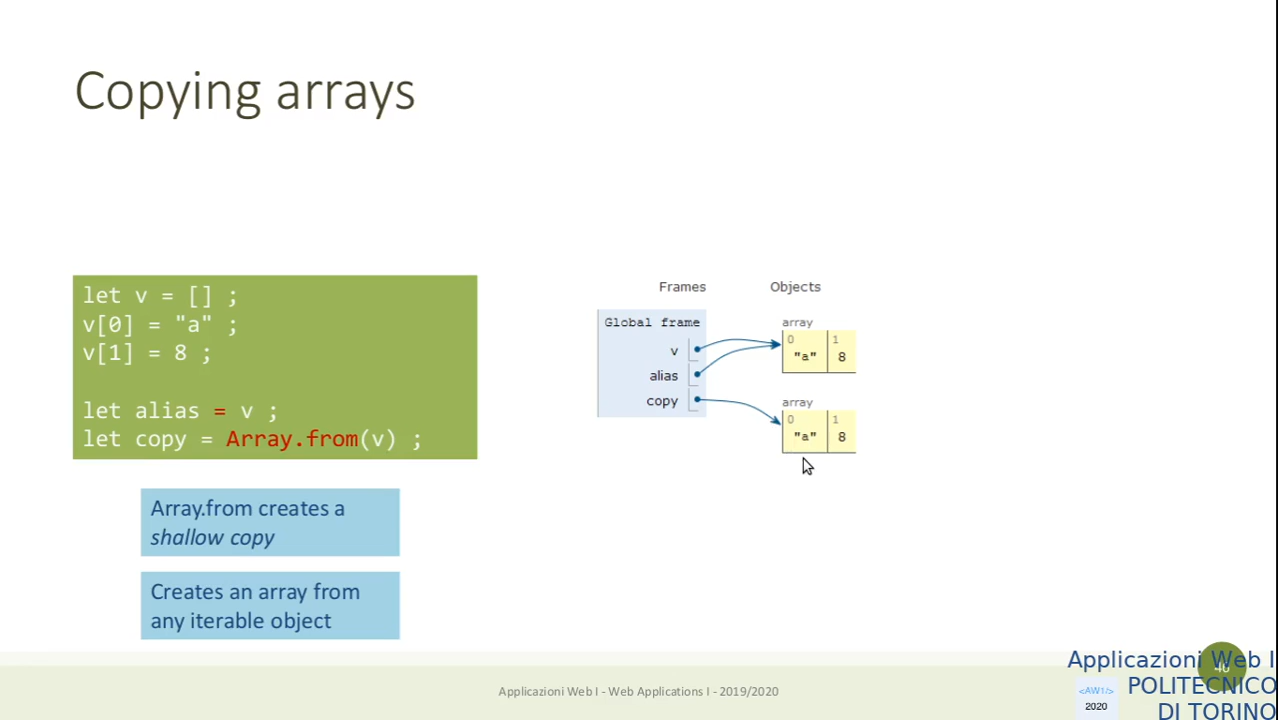 Copying arrays
let v = [] ;
v[0] = "a" ;
v[1] = 8 ;
let alias = v ;
let copy = Array.from(v) ;
Array.from creates a
shallow copy
Creates an array from
any iterable object
Frames Objects
Global frame
v
alias
copy
array
0 1
"a" 8
array
0 1
"a" 8
Applicazioni Web I - Web Applications I - 2019/2020
Applicazioni Web I
POLITECNICO
DI TORINO
<AW1/>
2020